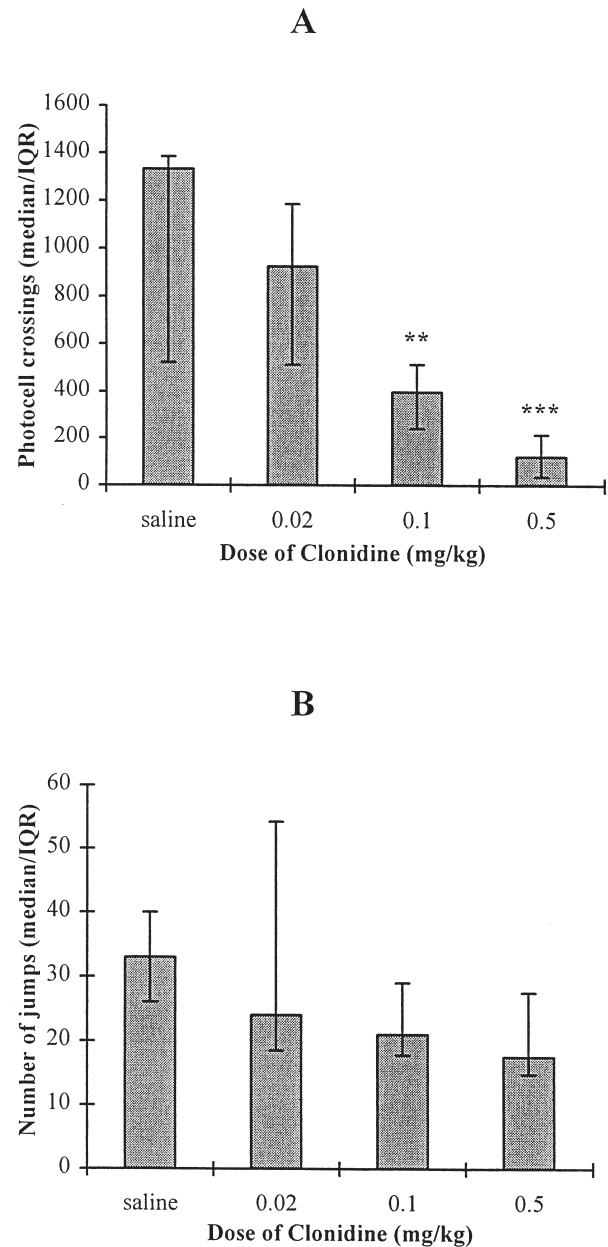 A
Photocell crossings (median/IQR)
1600
1400
1200
1000
800
600
400
200
0
**
***
saline 0.02 0.1 0.5
Dose of Clonidine (mg/kg)
B
Number of jumps (median/IQR)
60
50
40
30
20
10
0
saline 0.02 0.1 0.5
Dose of Clonidine (mg/kg)